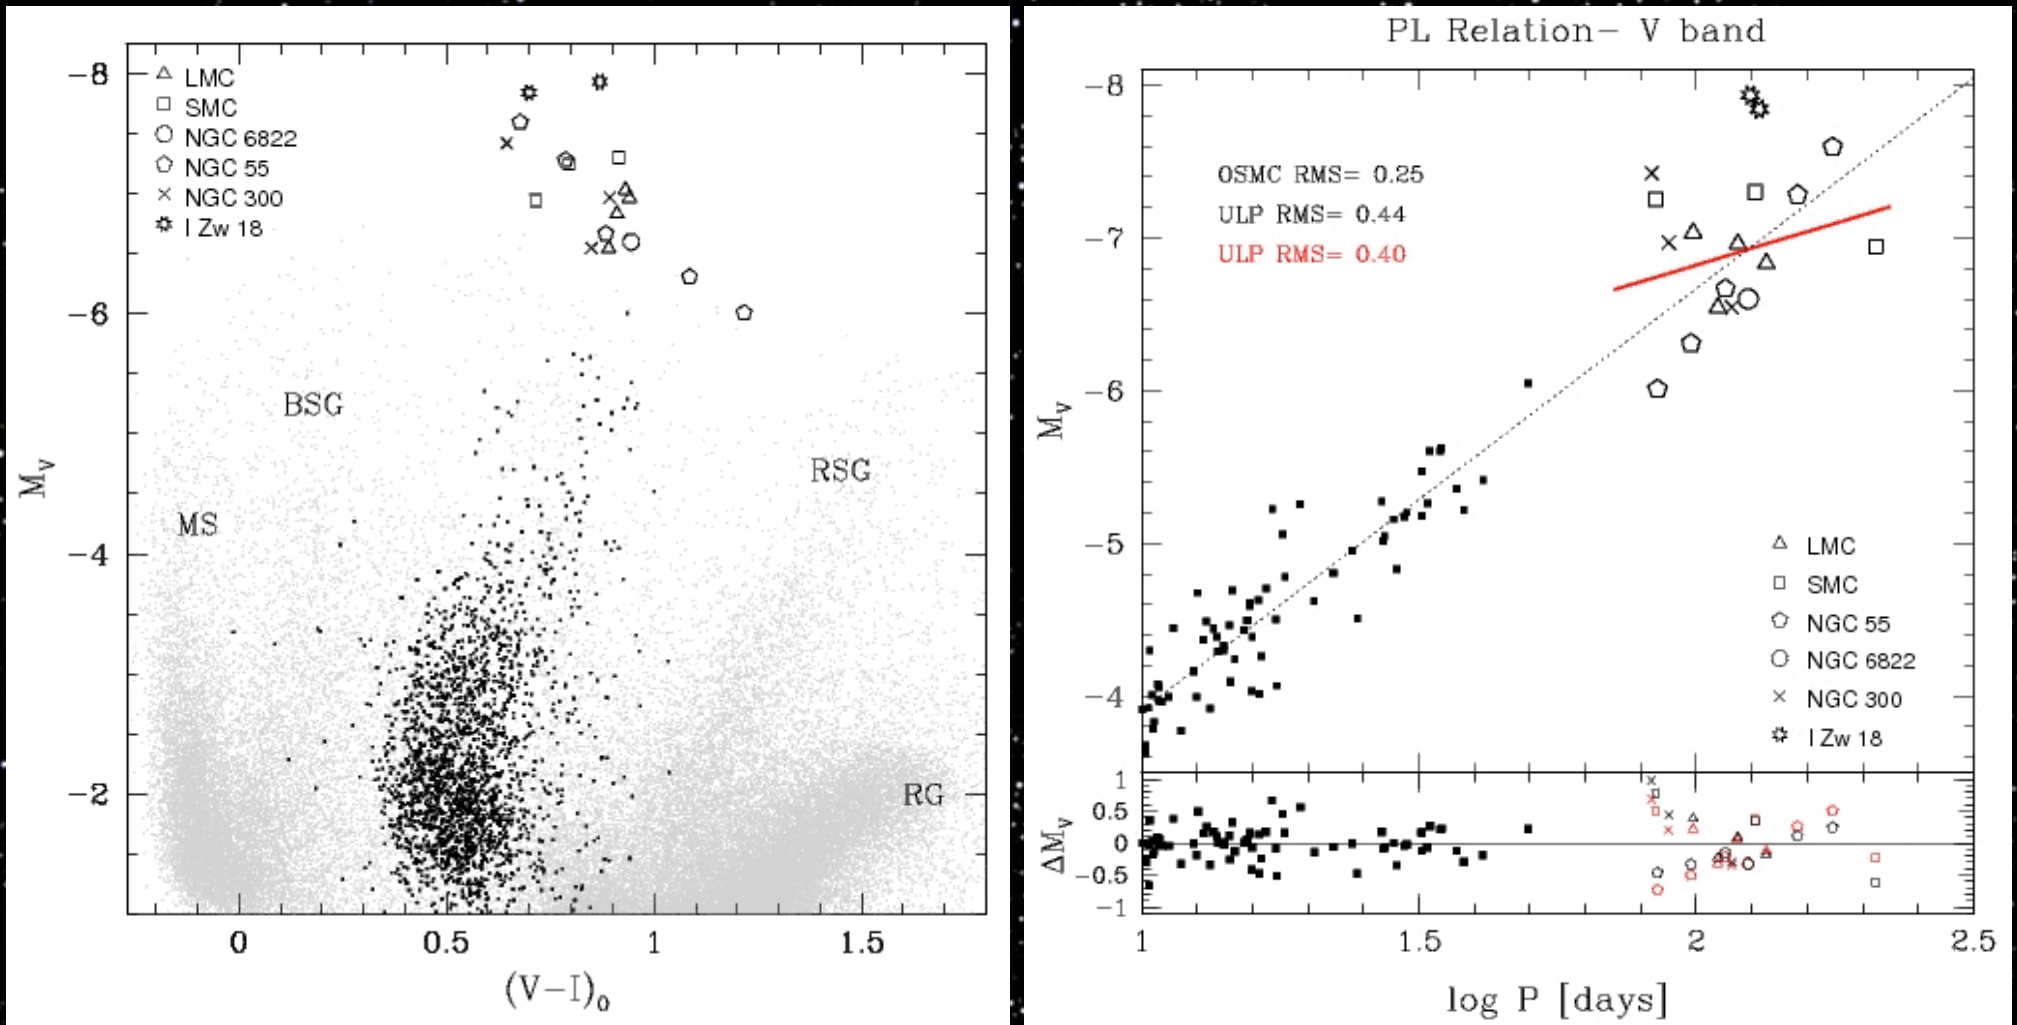 −8
−6
−4
−2
M_V
LMC
SMC
NGC 6822
NGC 55
NGC 300
I Zw 18
BSG
MS
RSG
RG
0
0.5
1
1.5
(V−I)₀
PL Relation− V band
−8
−7
−6
−5
−4
M_V
OSMC RMS= 0.25
ULP RMS= 0.44
ULP RMS= 0.40
LMC
SMC
NGC 55
NGC 6822
NGC 300
I Zw 18
1
0.5
0
−0.5
−1
ΔM_V
1
1.5
2
2.5
log P [days]